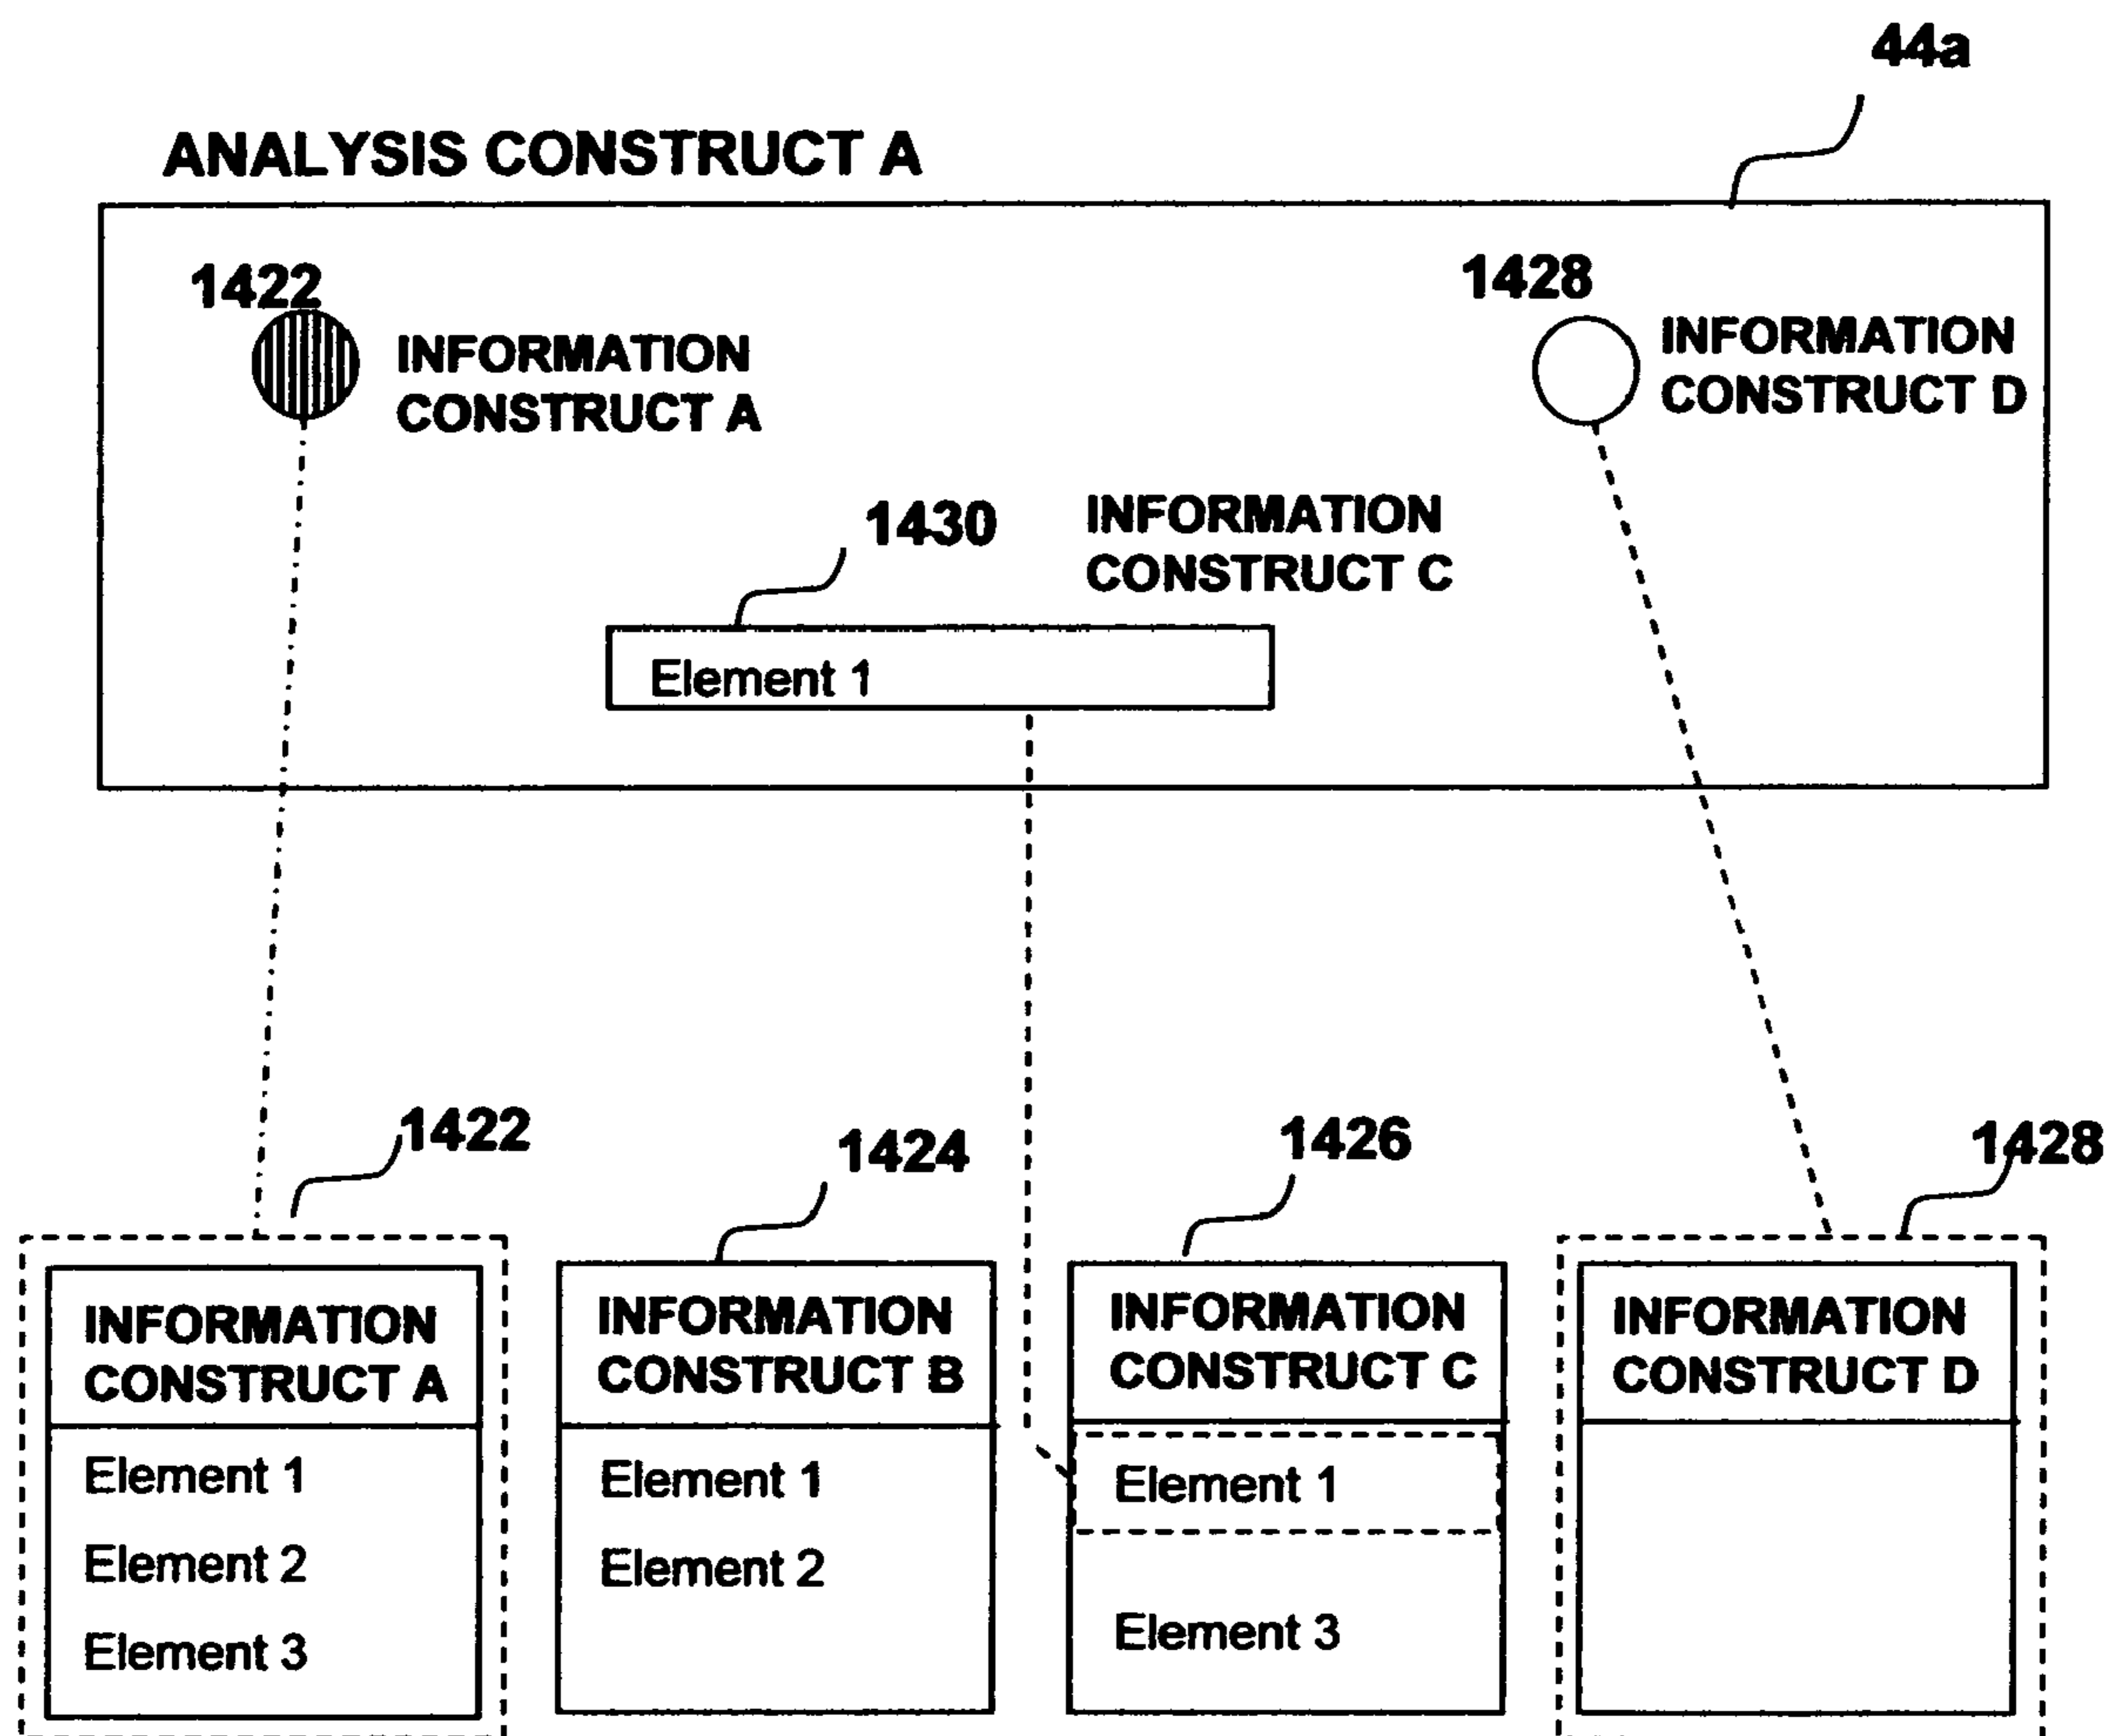 44a
ANALYSIS CONSTRUCT A
1422
INFORMATION
CONSTRUCT A
1428
INFORMATION
CONSTRUCT D
1430
INFORMATION
CONSTRUCT C
Element 1
1422
1424
1426
1428
INFORMATION
CONSTRUCT A
Element 1
Element 2
Element 3
INFORMATION
CONSTRUCT B
Element 1
Element 2
INFORMATION
CONSTRUCT C
Element 1
Element 3
INFORMATION
CONSTRUCT D